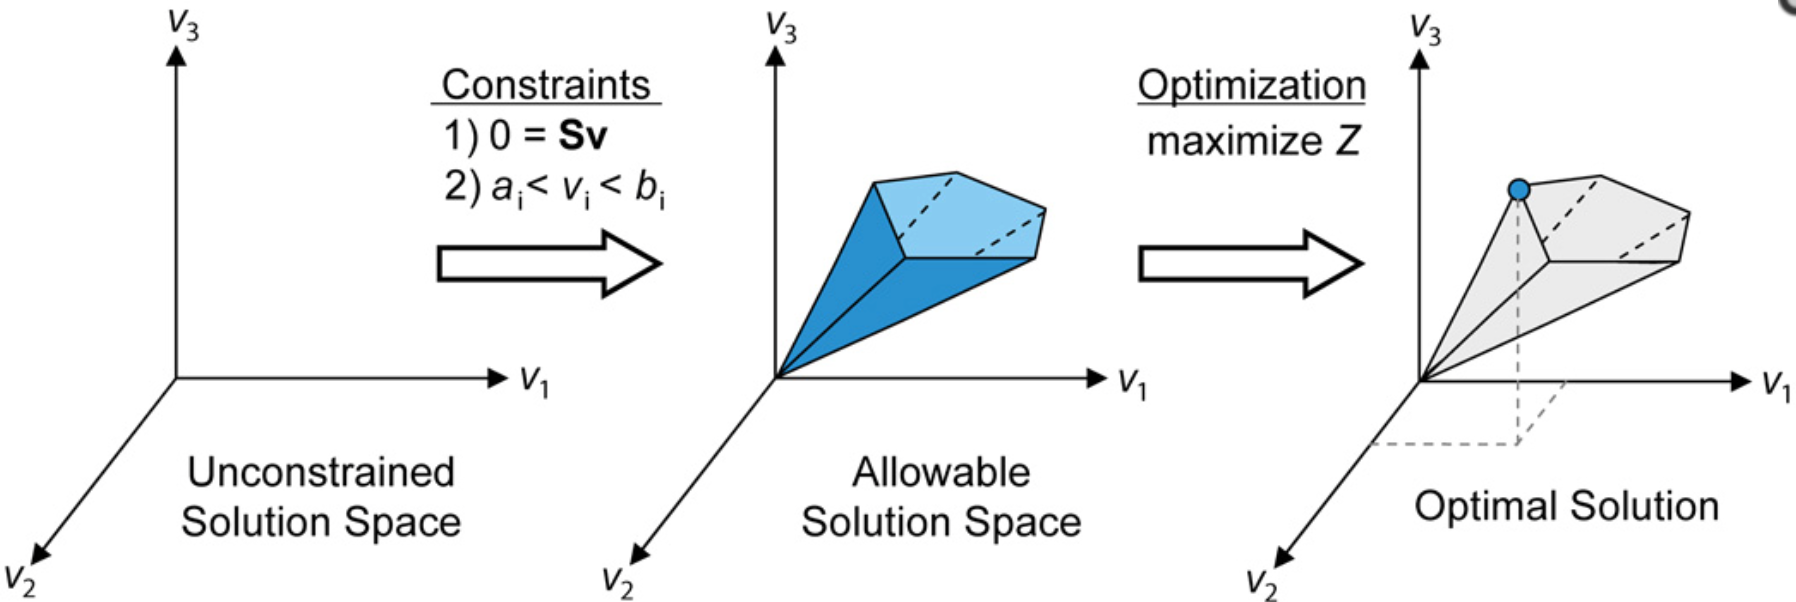 v₃
v₁
v₂
Unconstrained
Solution Space
Constraints
1) 0 = Sv
2) aᵢ< vᵢ < bᵢ
v₃
v₁
v₂
Allowable
Solution Space
Optimization
maximize Z
v₃
v₁
v₂
Optimal Solution